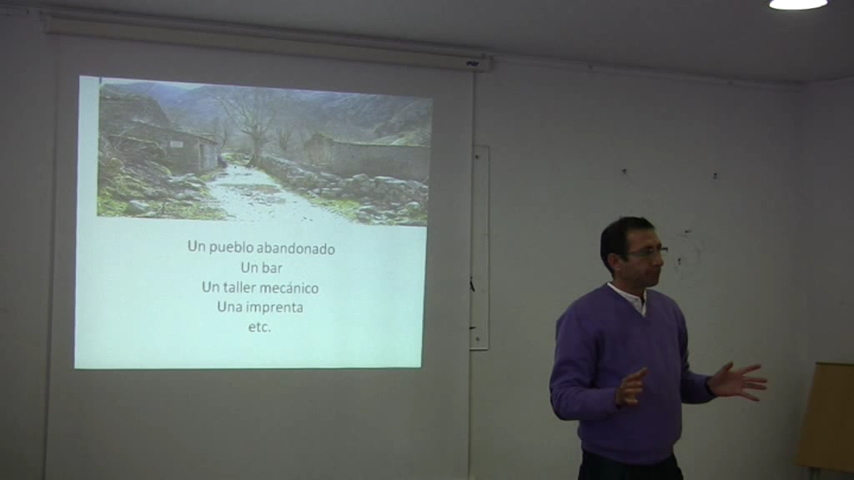 Un pueblo abandonado
Un bar
Un taller mecánico
Una imprenta
etc.